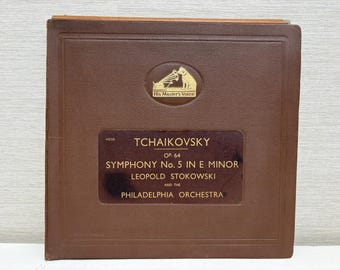 His Master's Voice
TCHAIKOVSKY
OP. 64
SYMPHONY No. 5 IN E MINOR
LEOPOLD STOKOWSKI
AND THE
PHILADELPHIA ORCHESTRA